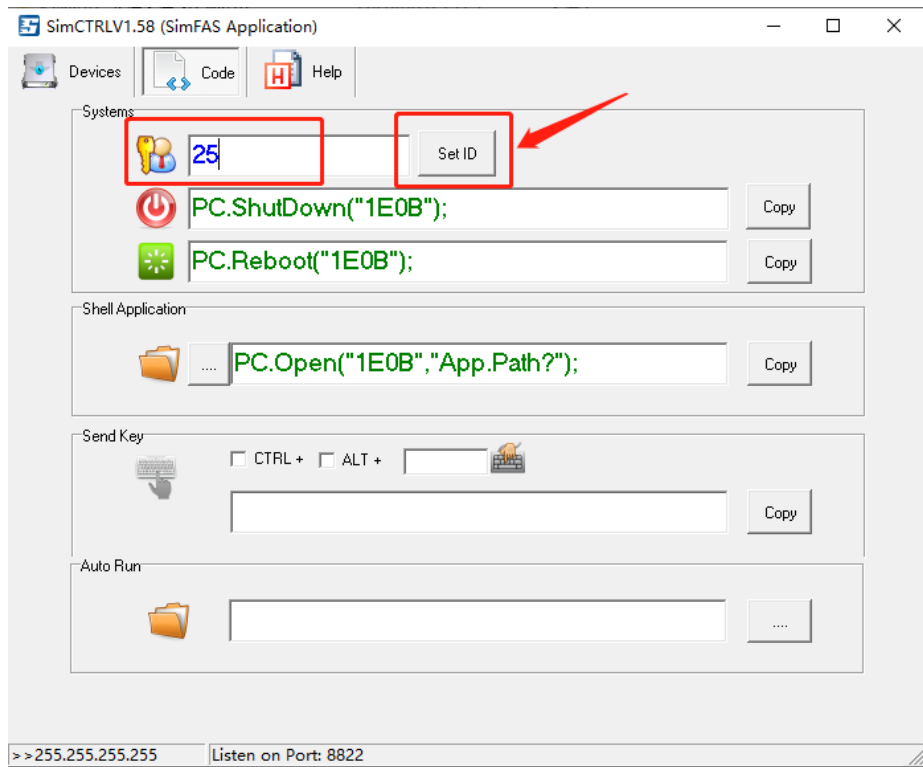 SimCTRLV1.58 (SimFAS Application)
Devices Code H Help
Systems
25 Set ID
PC.ShutDown("1E0B"); Copy
PC.Reboot("1E0B"); Copy
Shell Application
.... PC.Open("1E0B","App.Path?"); Copy
Send Key
CTRL + ALT +
Copy
Auto Run
....
>>255.255.255.255 Listen on Port: 8822